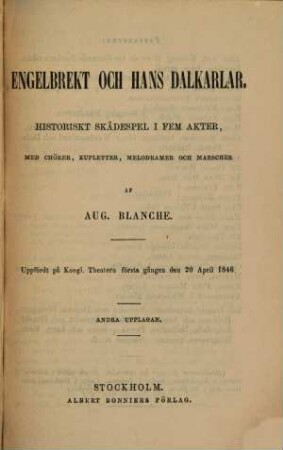 ENGELBREKT OCH HANS DALKARLAR.
HISTORISKT SKÅDESPEL I FEM AKTER,
MED CHÖRER, KUPLETTER, MELODRAMER OCH MARSCHER
AF
AUG. BLANCHE.
Uppfördt på Kongl. Theatern första gången den 20 April 1846
ANDRA UPPLAGAN.
STOCKHOLM.
ALBERT BONNIERS FÖRLAG.